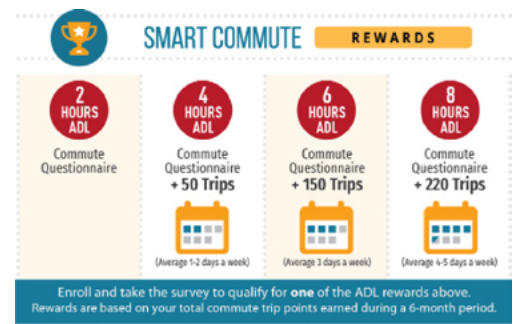 SMART COMMUTE REWARDS
2
HOURS
ADL
Commute
Questionnaire
4
HOURS
ADL
Commute
Questionnaire
+ 50 Trips
(Average 1-2 days a week)
6
HOURS
ADL
Commute
Questionnaire
+ 150 Trips
(Average 3 days a week)
8
HOURS
ADL
Commute
Questionnaire
+ 220 Trips
(Average 4-5 days a week)
Enroll and take the survey to qualify for one of the ADL rewards above.
Rewards are based on your total commute trip points earned during a 6-month period.